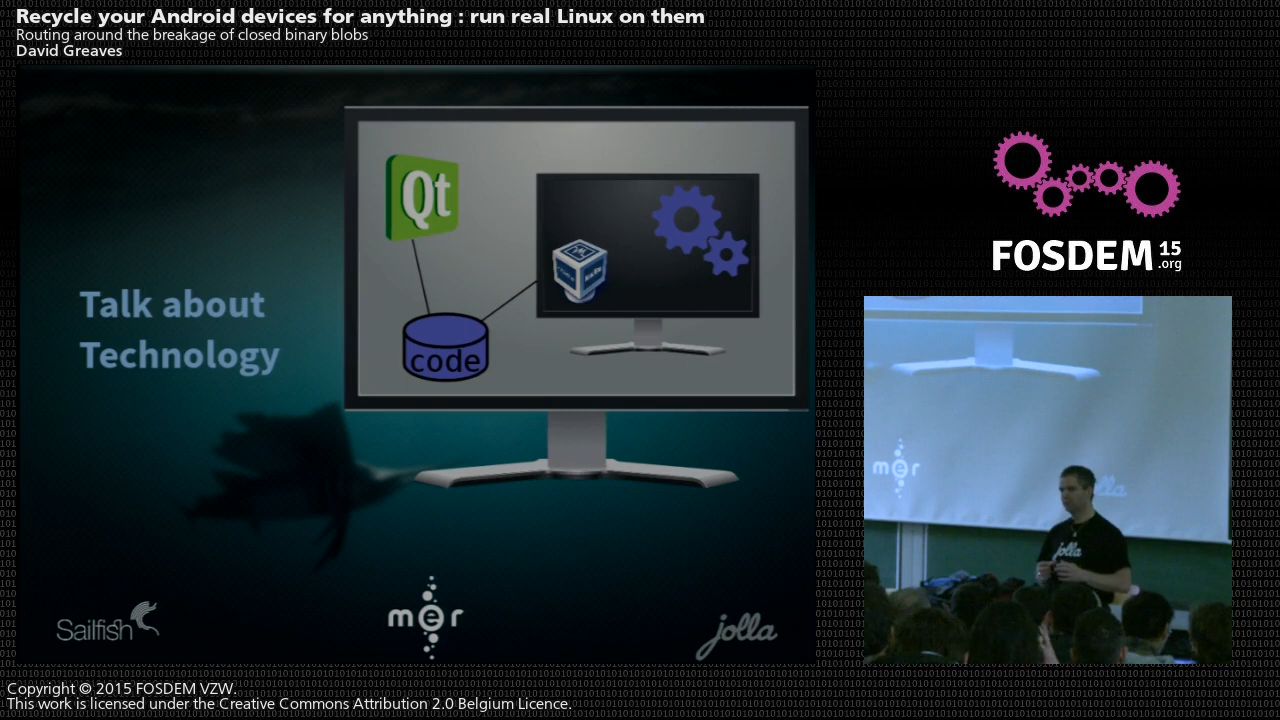 Recycle your Android devices for anything : run real Linux on them
Routing around the breakage of closed binary blobs
David Greaves
Talk about
Technology
Qt
code
Sailfish
mer
jolla
FOSDEM 15
.org
mer
jolla
Copyright © 2015 FOSDEM VZW.
This work is licensed under the Creative Commons Attribution 2.0 Belgium Licence.